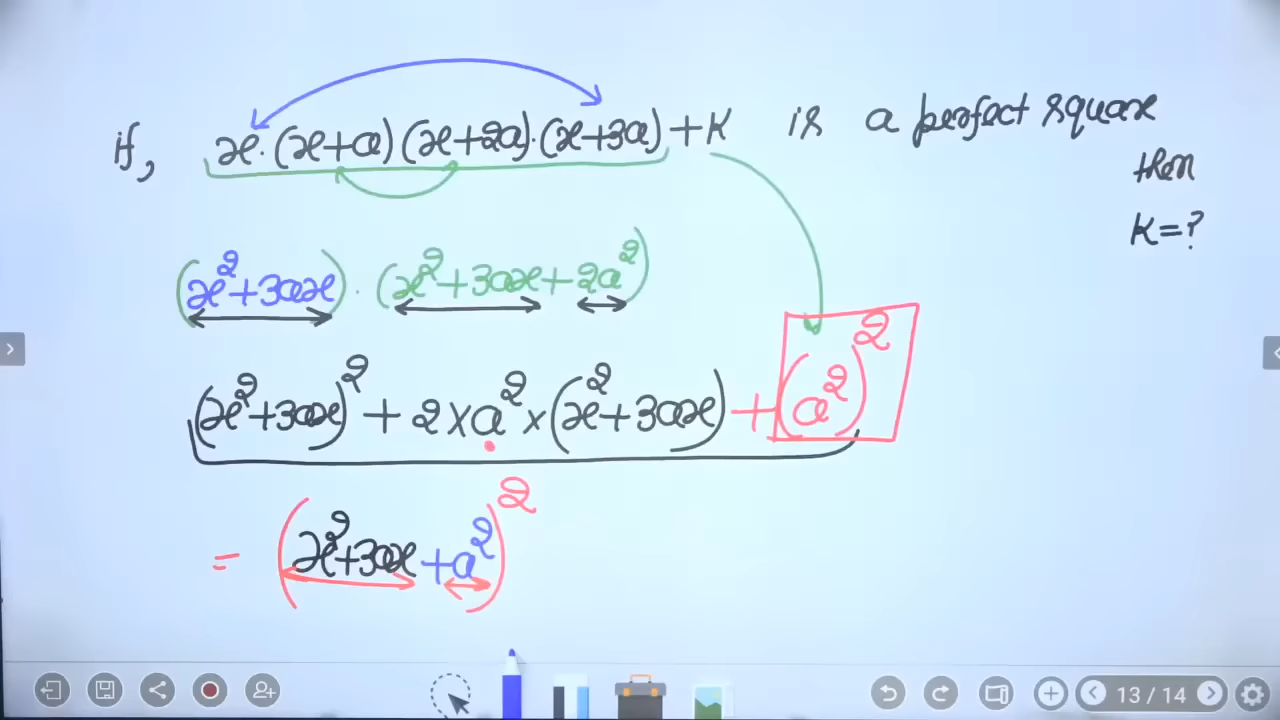 if, x·(x+a)(x+2a)·(x+3a)+K is a perfect square
then
K=?
(x²+3ax)·(x²+3ax+2a²)
(x²+3ax)²+2×a²×(x²+3ax)+(a²)²
=(x²+3ax+a²)²
13/14